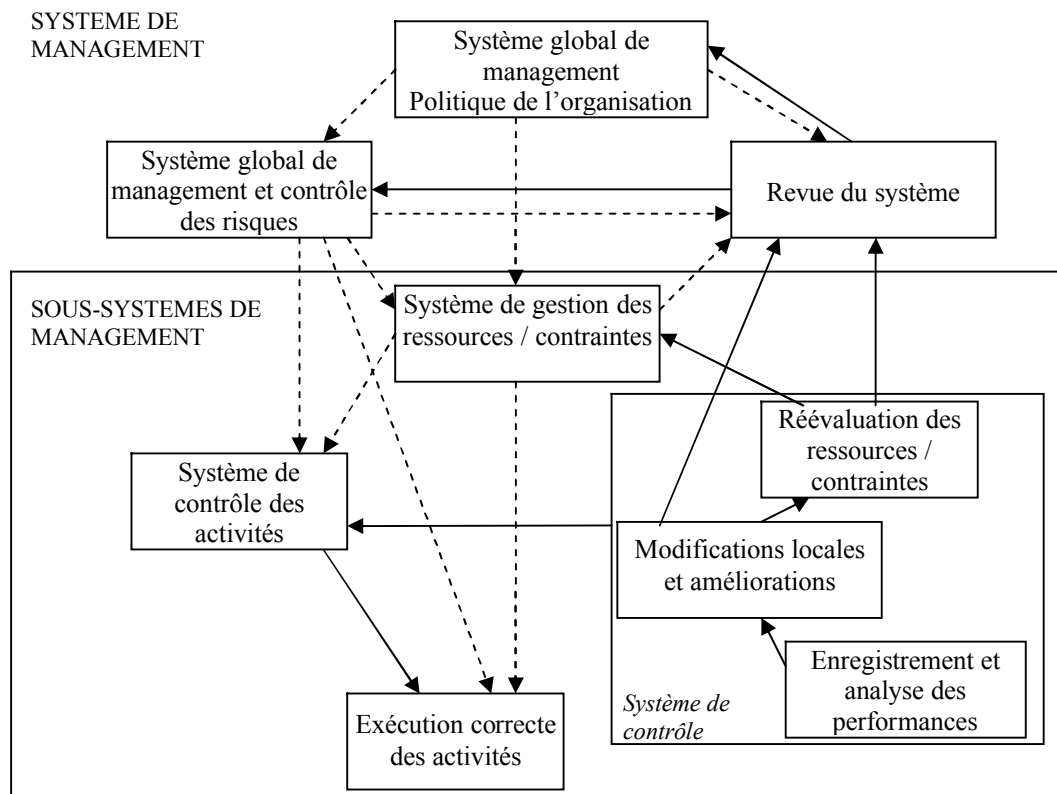 SYSTEME DE
MANAGEMENT
Système global de
management
Politique de l’organisation
Système global de
management et contrôle
des risques
Revue du système
SOUS-SYSTEMES DE
MANAGEMENT
Système de gestion des
ressources / contraintes
Réévaluation des
ressources /
contraintes
Système de
contrôle des
activités
Modifications locales
et améliorations
Enregistrement et
analyse des
performances
Système de
contrôle
Exécution correcte
des activités